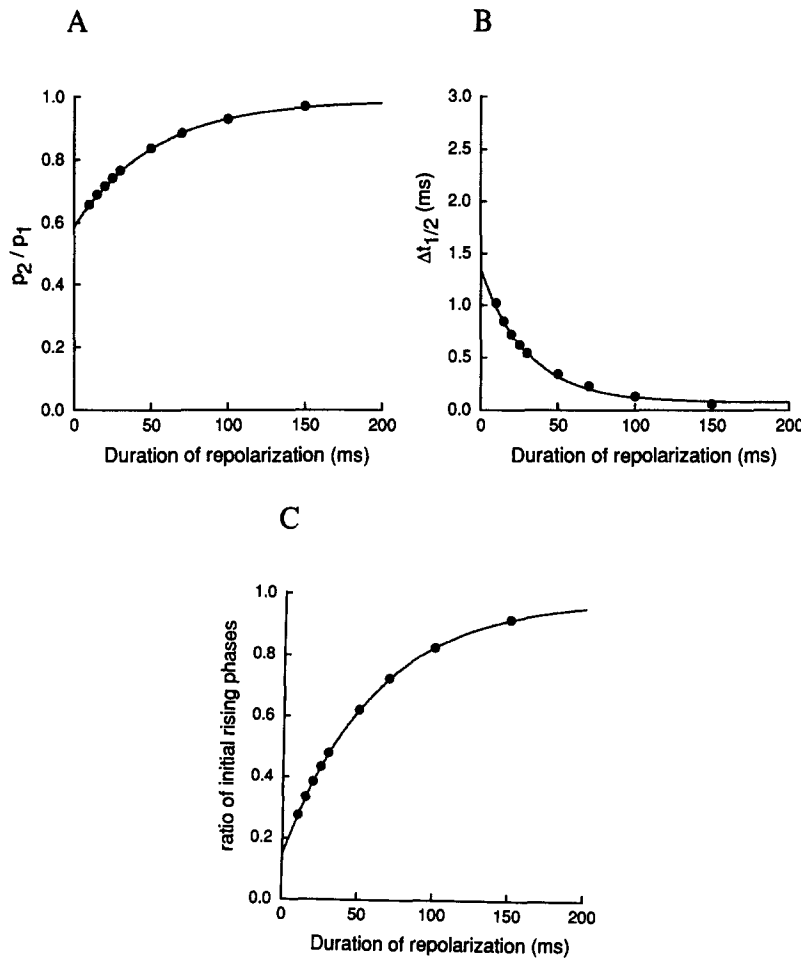 A
1.0
0.8
0.6
0.4
0.2
0.0
p2 / p1
0 50 100 150 200
Duration of repolarization (ms)
B
3.0
2.5
2.0
1.5
1.0
0.5
0.0
Δt1/2 (ms)
0 50 100 150 200
Duration of repolarization (ms)
C
1.0
0.8
0.6
0.4
0.2
0.0
ratio of initial rising phases
0 50 100 150 200
Duration of repolarization (ms)